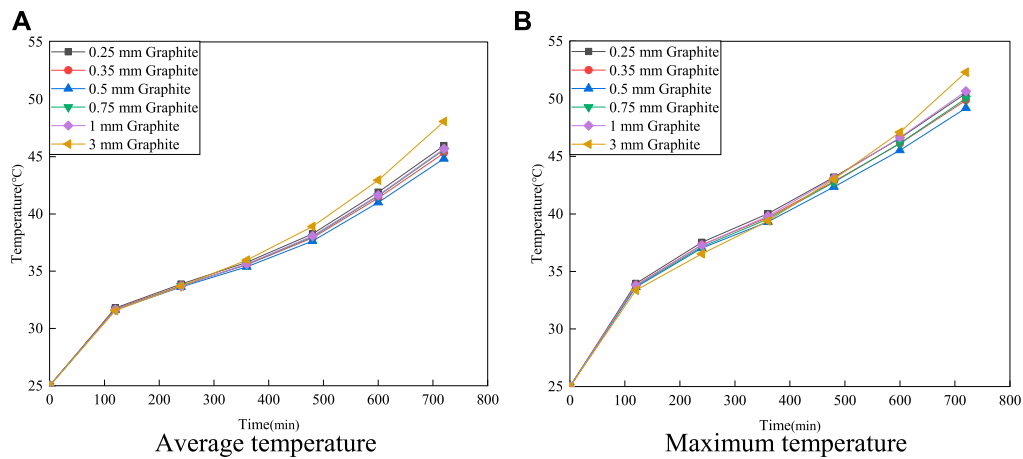 A
55
50
45
40
35
30
25
Temperature(°C)
0.25 mm Graphite
0.35 mm Graphite
0.5 mm Graphite
0.75 mm Graphite
1 mm Graphite
3 mm Graphite
0 100 200 300 400 500 600 700 800
Time(min)
Average temperature
B
55
50
45
40
35
30
25
Temperature(°C)
0.25 mm Graphite
0.35 mm Graphite
0.5 mm Graphite
0.75 mm Graphite
1 mm Graphite
3 mm Graphite
0 100 200 300 400 500 600 700 800
Time(min)
Maximum temperature